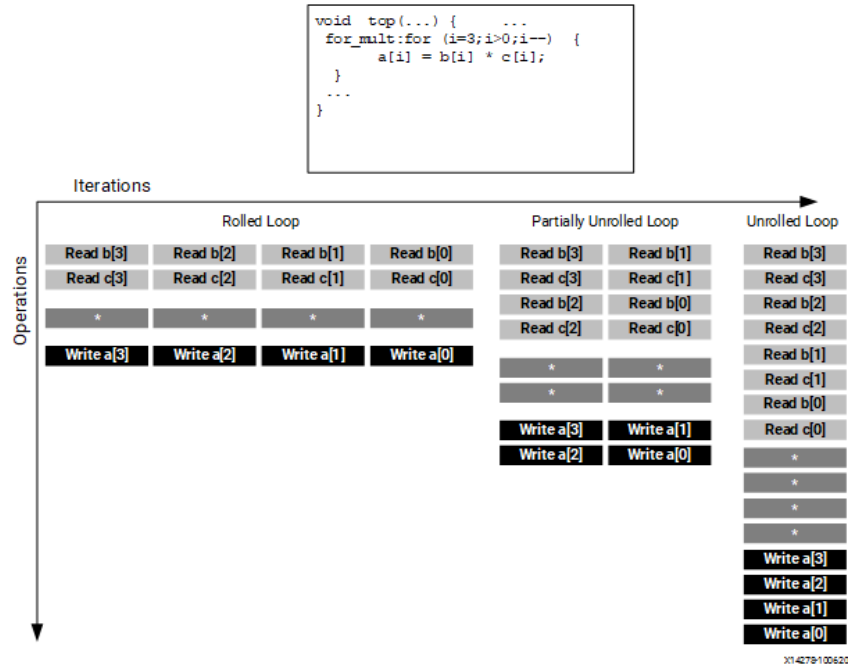 void top(...) { ...
for_mult:for (i=3;i>0;i--) {
a[i] = b[i] * c[i];
}
...
}
Iterations
Operations
Rolled Loop
Partially Unrolled Loop
Unrolled Loop
Read b[3] Read b[2] Read b[1] Read b[0]
Read c[3] Read c[2] Read c[1] Read c[0]
* * * *
Write a[3] Write a[2] Write a[1] Write a[0]
Read b[3] Read b[1]
Read c[3] Read c[1]
Read b[2] Read b[0]
Read c[2] Read c[0]
* *
* *
Write a[3] Write a[1]
Write a[2] Write a[0]
Read b[3]
Read c[3]
Read b[2]
Read c[2]
Read b[1]
Read c[1]
Read b[0]
Read c[0]
*
*
*
*
Write a[3]
Write a[2]
Write a[1]
Write a[0]
X14278-100620